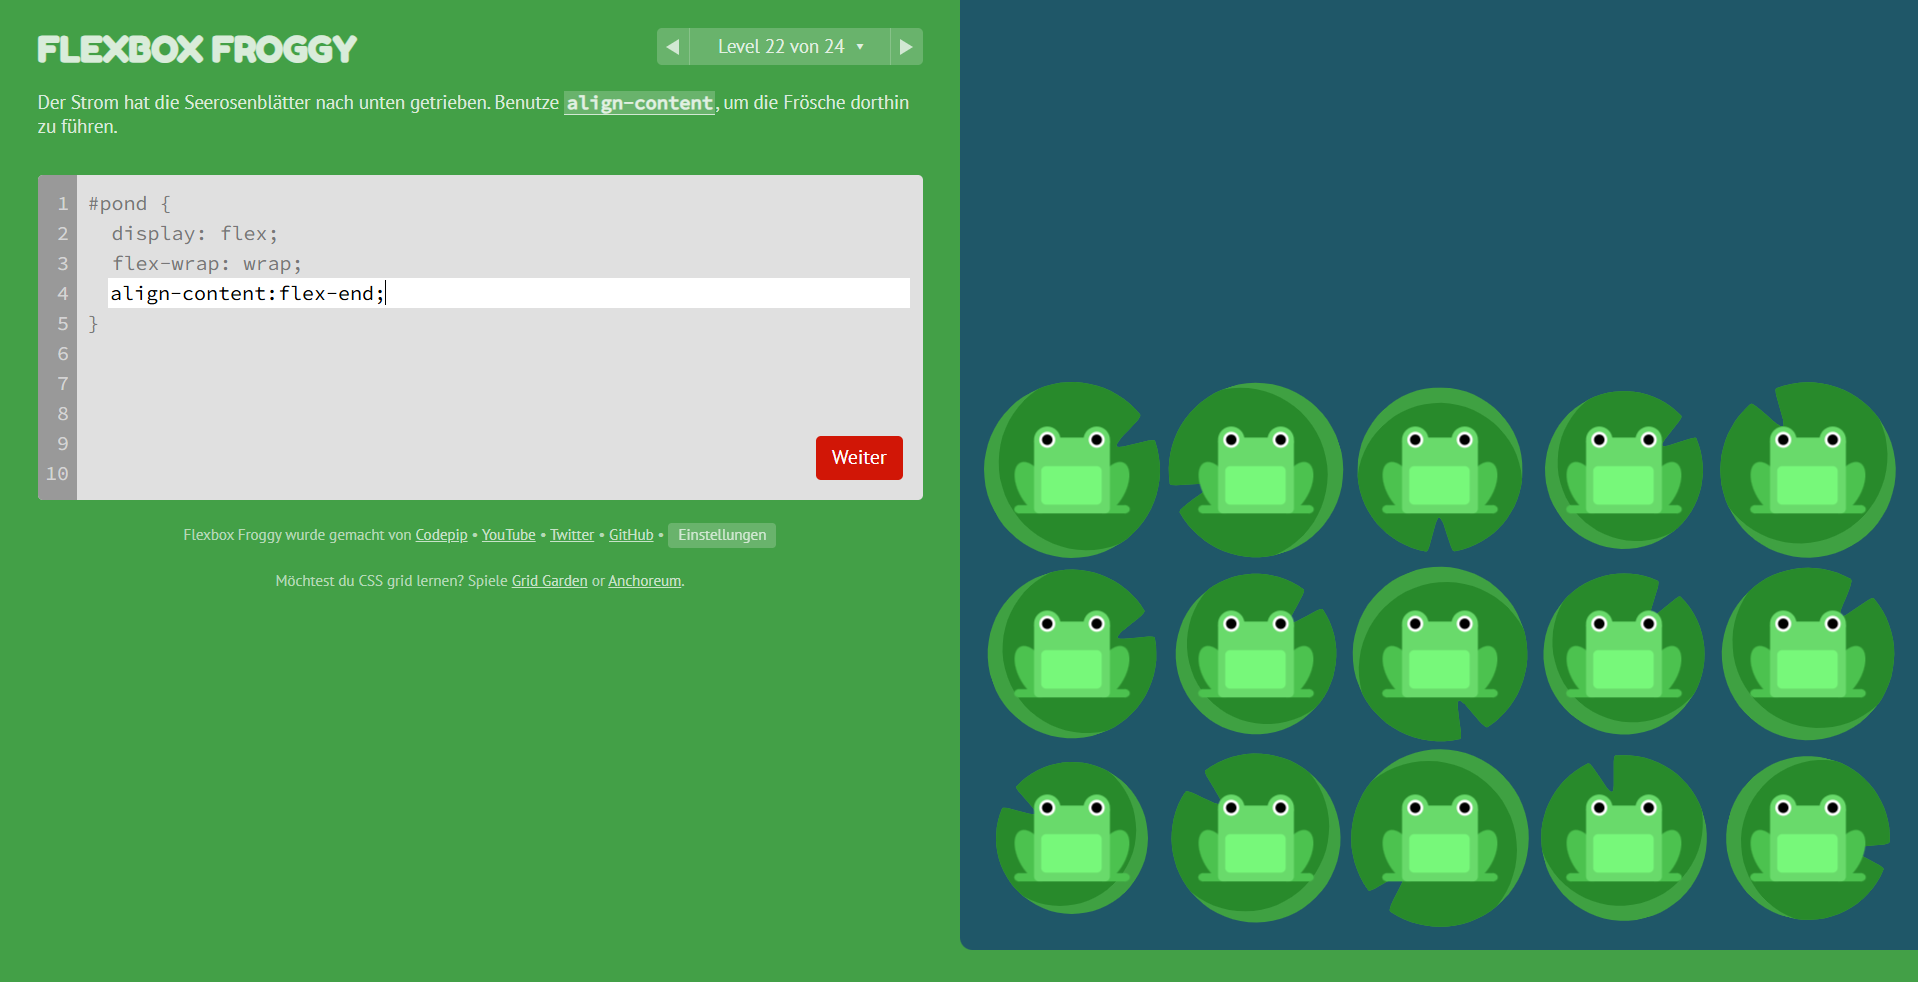 FLEXBOX FROGGY
Level 22 von 24
Der Strom hat die Seerosenblätter nach unten getrieben. Benutze align-content, um die Frösche dorthin
zu führen.
1 #pond {
2 display: flex;
3 flex-wrap: wrap;
4 align-content:flex-end;
5 }
6
7
8
9
10
Weiter
Flexbox Froggy wurde gemacht von Codepip • YouTube • Twitter • GitHub • Einstellungen
Möchtest du CSS grid lernen? Spiele Grid Garden or Anchoreum.